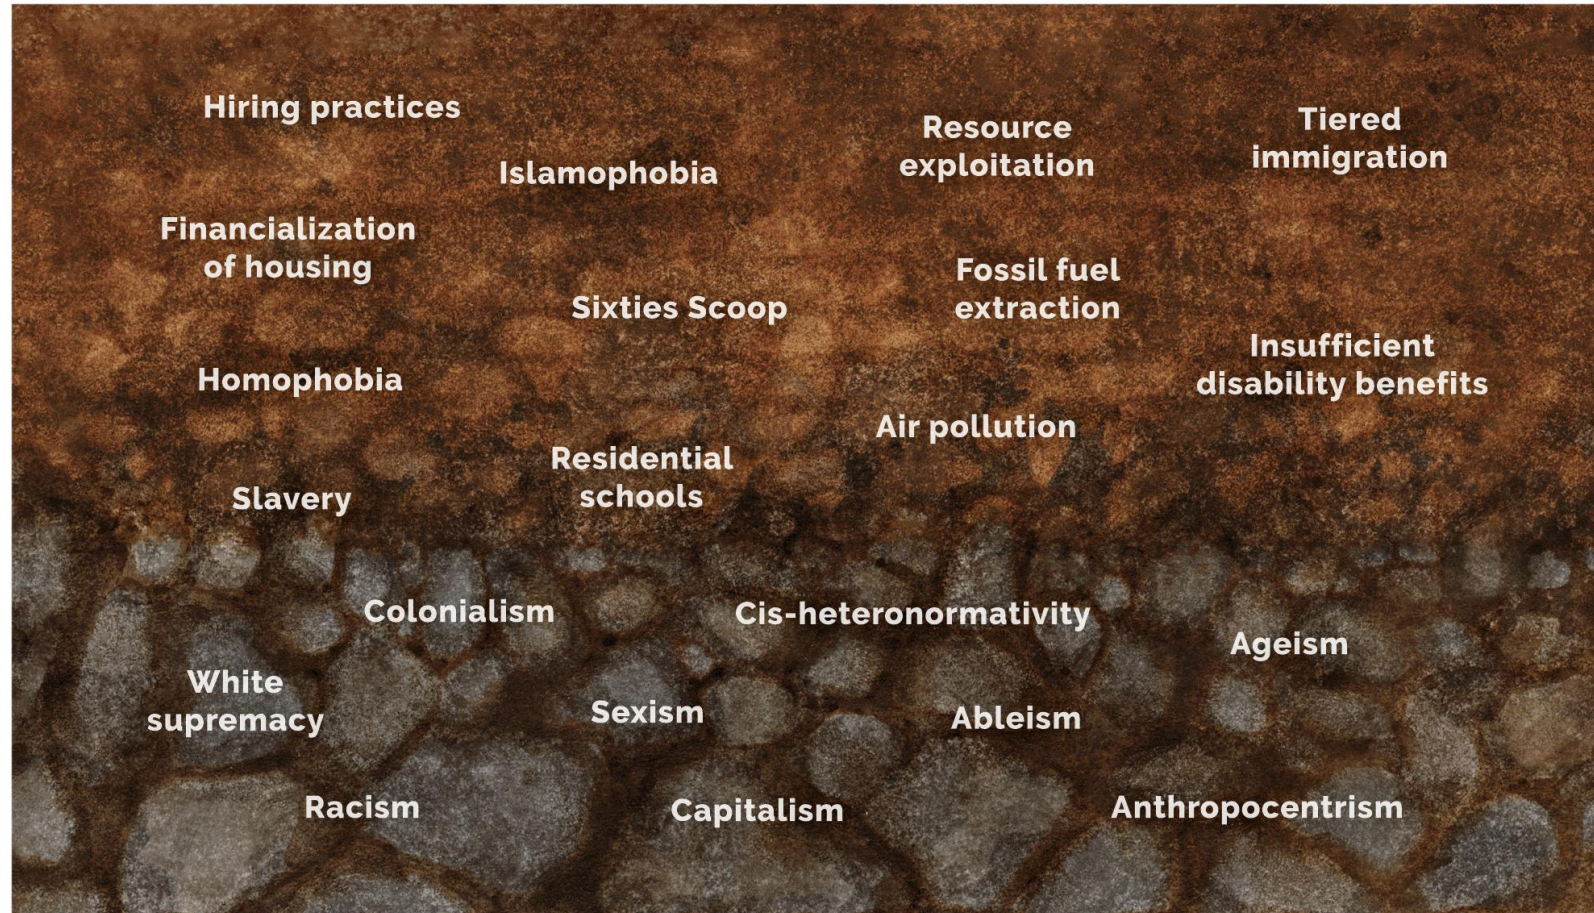 Hiring practices
Islamophobia
Resource
exploitation
Tiered
immigration
Financialization
of housing
Sixties Scoop
Fossil fuel
extraction
Insufficient
disability benefits
Homophobia
Air pollution
Residential
schools
Slavery
Colonialism
Cis-heteronormativity
Ageism
White
supremacy
Sexism
Ableism
Racism
Capitalism
Anthropocentrism